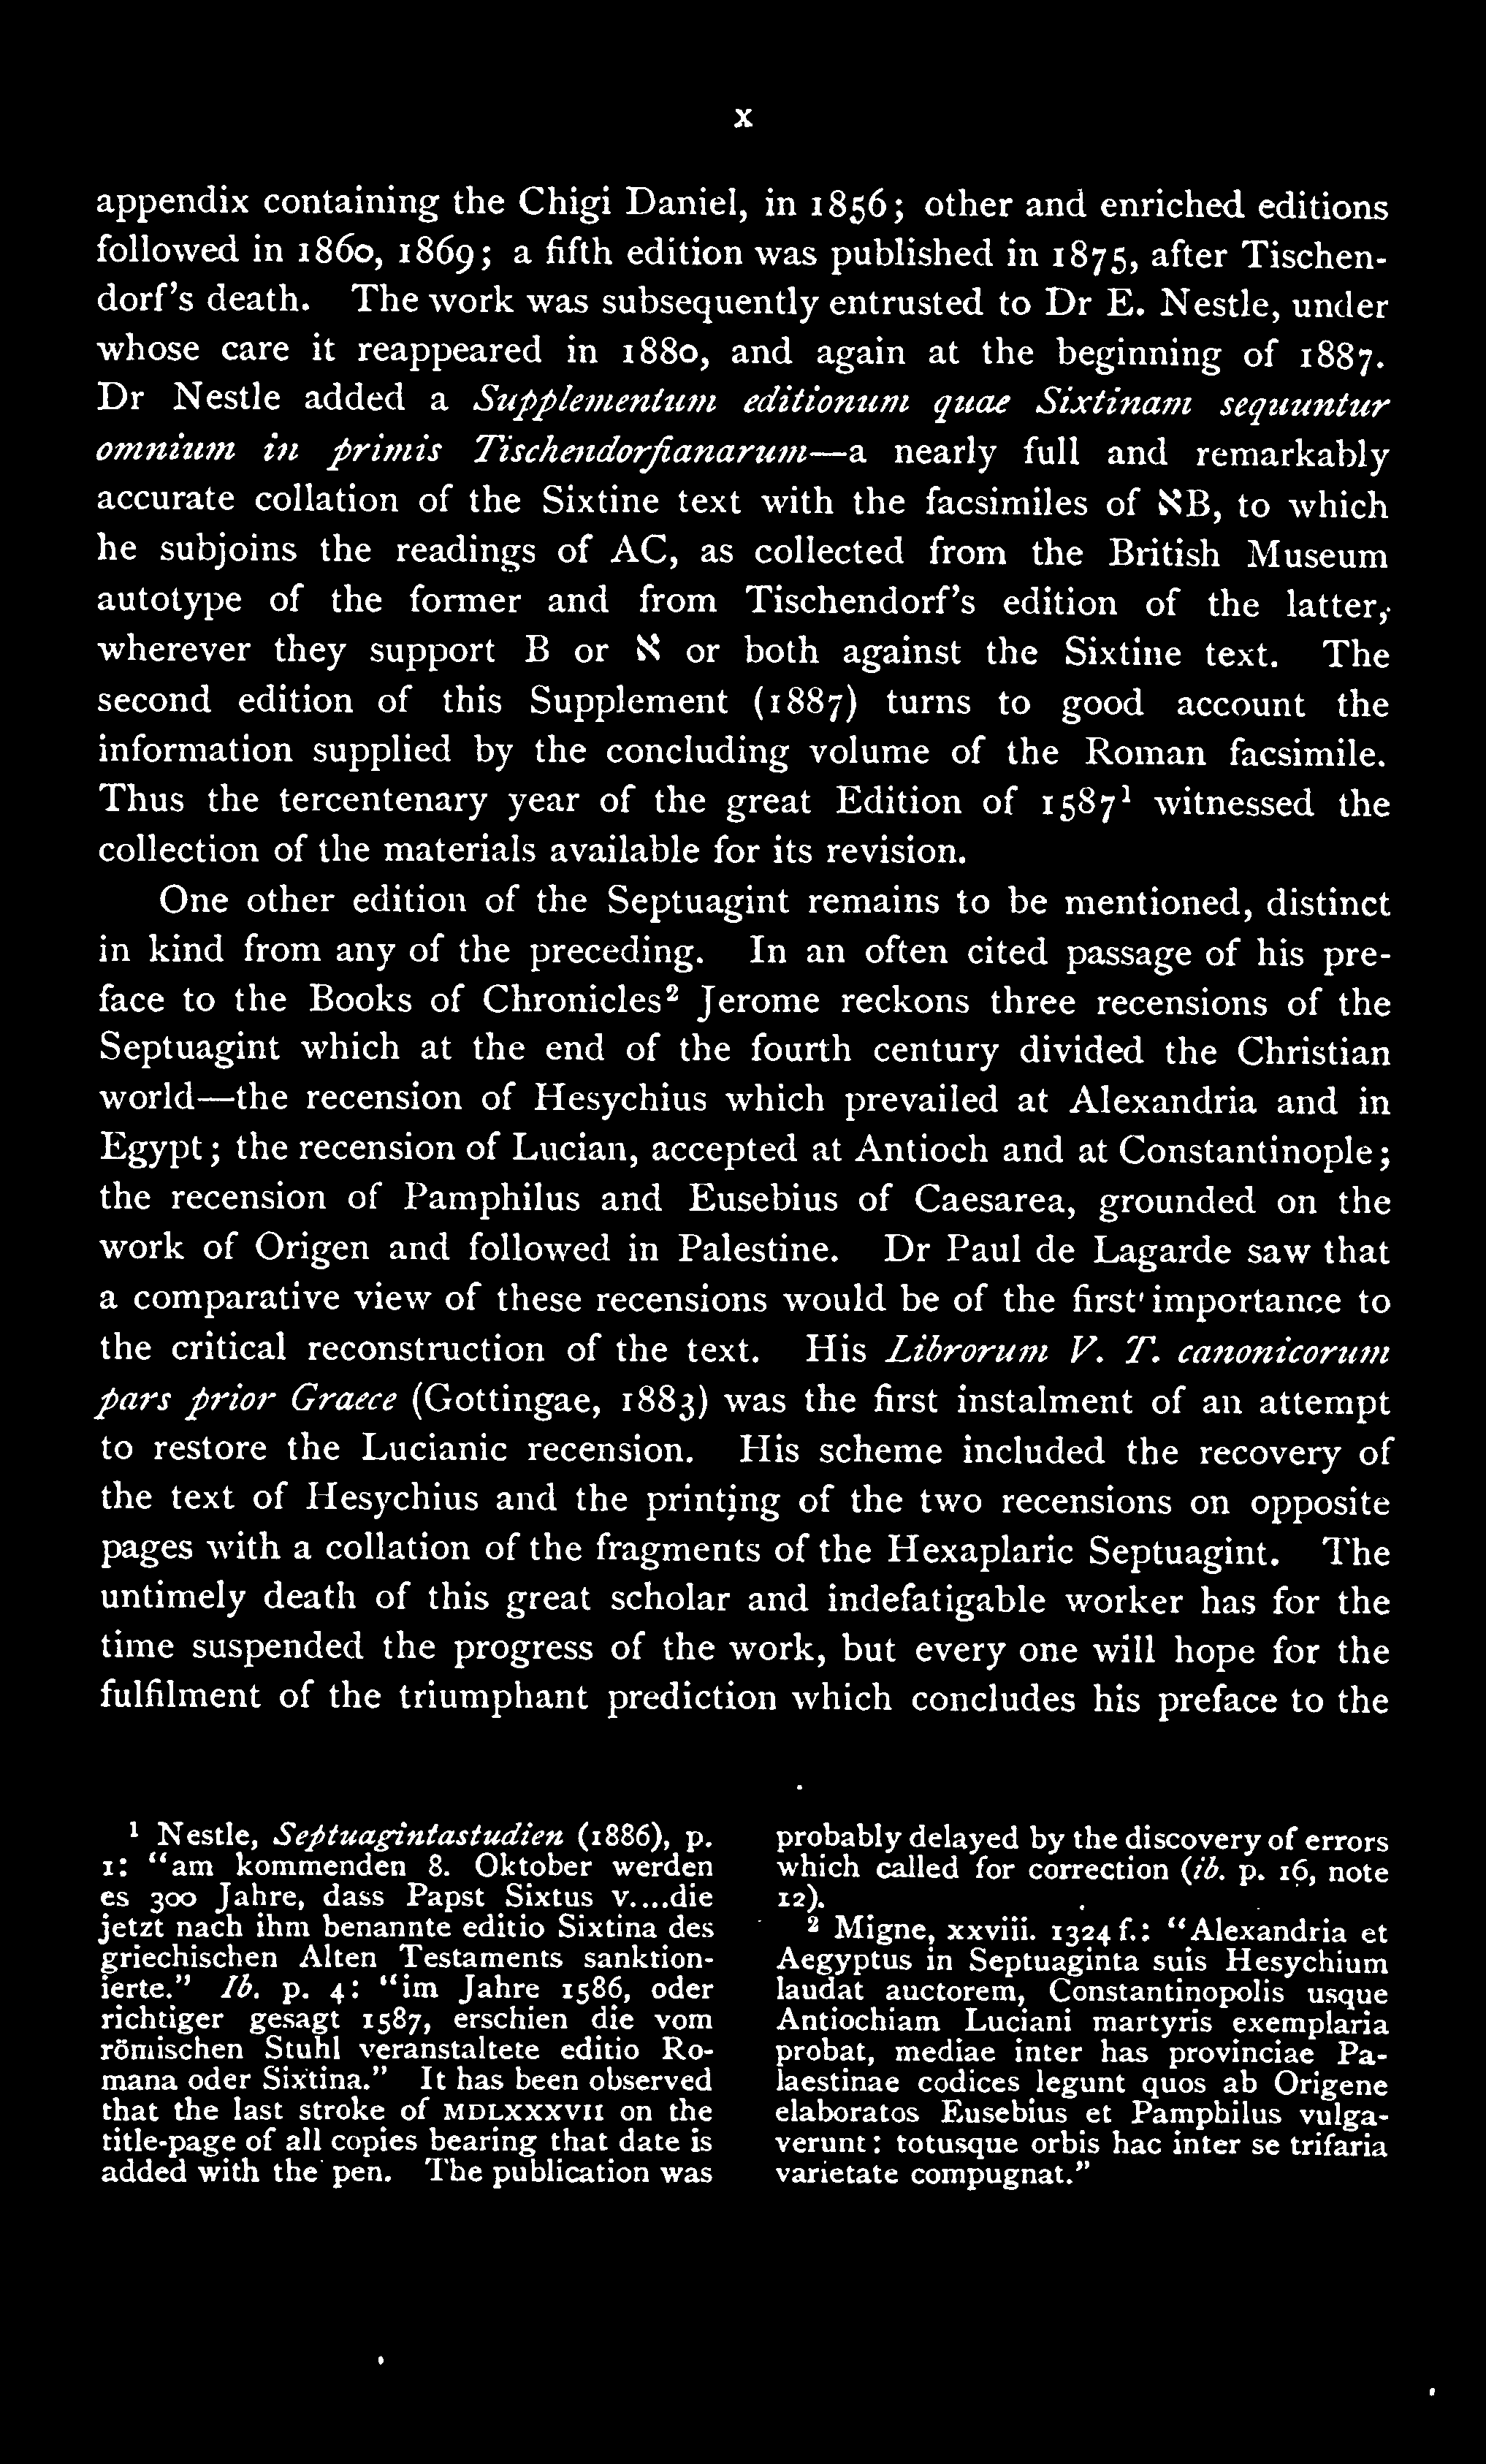 x
appendix containing the Chigi Daniel, in 1856; other and enriched editions
followed in 1860, 1869; a fifth edition was published in 1875, after Tischen-
dorf's death. The work was subsequently entrusted to Dr E. Nestle, under
whose care it reappeared in 1880, and again at the beginning of 1887.
Dr Nestle added a Supplementum editionum quae Sixtinam sequuntur
omnium in primis Tischendorfianarum—a nearly full and remarkably
accurate collation of the Sixtine text with the facsimiles of אB, to which
he subjoins the readings of AC, as collected from the British Museum
autotype of the former and from Tischendorf's edition of the latter,
wherever they support B or א or both against the Sixtine text. The
second edition of this Supplement (1887) turns to good account the
information supplied by the concluding volume of the Roman facsimile.
Thus the tercentenary year of the great Edition of 1587¹ witnessed the
collection of the materials available for its revision.
One other edition of the Septuagint remains to be mentioned, distinct
in kind from any of the preceding. In an often cited passage of his pre-
face to the Books of Chronicles² Jerome reckons three recensions of the
Septuagint which at the end of the fourth century divided the Christian
world—the recension of Hesychius which prevailed at Alexandria and in
Egypt; the recension of Lucian, accepted at Antioch and at Constantinople;
the recension of Pamphilus and Eusebius of Caesarea, grounded on the
work of Origen and followed in Palestine. Dr Paul de Lagarde saw that
a comparative view of these recensions would be of the first importance to
the critical reconstruction of the text. His Librorum V. T. canonicorum
pars prior Graece (Gottingae, 1883) was the first instalment of an attempt
to restore the Lucianic recension. His scheme included the recovery of
the text of Hesychius and the printing of the two recensions on opposite
pages with a collation of the fragments of the Hexaplaric Septuagint. The
untimely death of this great scholar and indefatigable worker has for the
time suspended the progress of the work, but every one will hope for the
fulfilment of the triumphant prediction which concludes his preface to the
¹ Nestle, Septuagintastudien (1886), p.
1: "am kommenden 8. Oktober werden
es 300 Jahre, dass Papst Sixtus v....die
jetzt nach ihm benannte editio Sixtina des
griechischen Alten Testaments sanktion-
ierte." Ib. p. 4: "im Jahre 1586, oder
richtiger gesagt 1587, erschien die vom
römischen Stuhl veranstaltete editio Ro-
mana oder Sixtina." It has been observed
that the last stroke of MDLXXXVII on the
title-page of all copies bearing that date is
added with the pen. The publication was
probably delayed by the discovery of errors
which called for correction (ib. p. 16, note
12).
² Migne, xxviii. 1324 f.: "Alexandria et
Aegyptus in Septuaginta suis Hesychium
laudat auctorem, Constantinopolis usque
Antiochiam Luciani martyris exemplaria
probat, mediae inter has provinciae Pa-
laestinae codices legunt quos ab Origene
elaboratos Eusebius et Pamphilus vulga-
verunt: totusque orbis hac inter se trifaria
varietate compugnat."